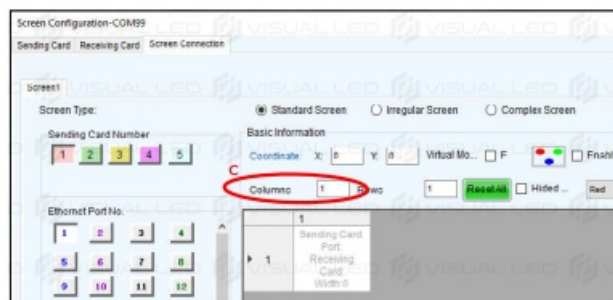 Screen Configuration-COM99
Sending Card Receiving Card Screen Connection
Screen1
Screen Type: Standard Screen Irregular Screen Complex Screen
Sending Card Number
1 2 3 4 5
Basic Information
Coordinate: X: 0 Y: 0 Virtual Mo... F Enabl
C
Columns 1 Rows 1 Reset All Hided ... Red
Ethernet Port No.
1 2 3 4
5 6 7 8
9 10 11 12
1
1
Sending Card:
Port:
Receiving
Card:
Width:0
VISUAL LED